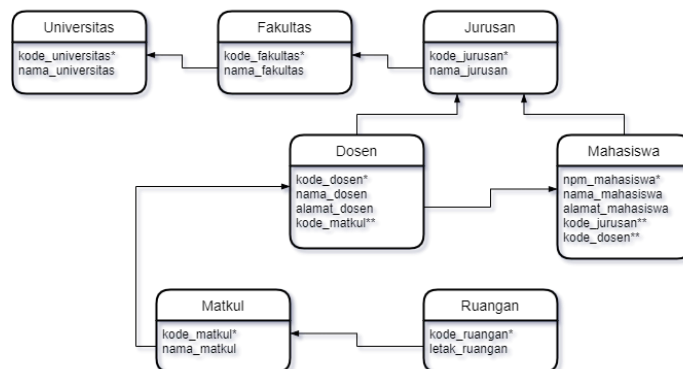 Universitas
kode_universitas*
nama_universitas
Fakultas
kode_fakultas*
nama_fakultas
Jurusan
kode_jurusan*
nama_jurusan
Dosen
kode_dosen*
nama_dosen
alamat_dosen
kode_matkul**
Mahasiswa
npm_mahasiswa*
nama_mahasiswa
alamat_mahasiswa
kode_jurusan**
kode_dosen**
Matkul
kode_matkul*
nama_matkul
Ruangan
kode_ruangan*
letak_ruangan